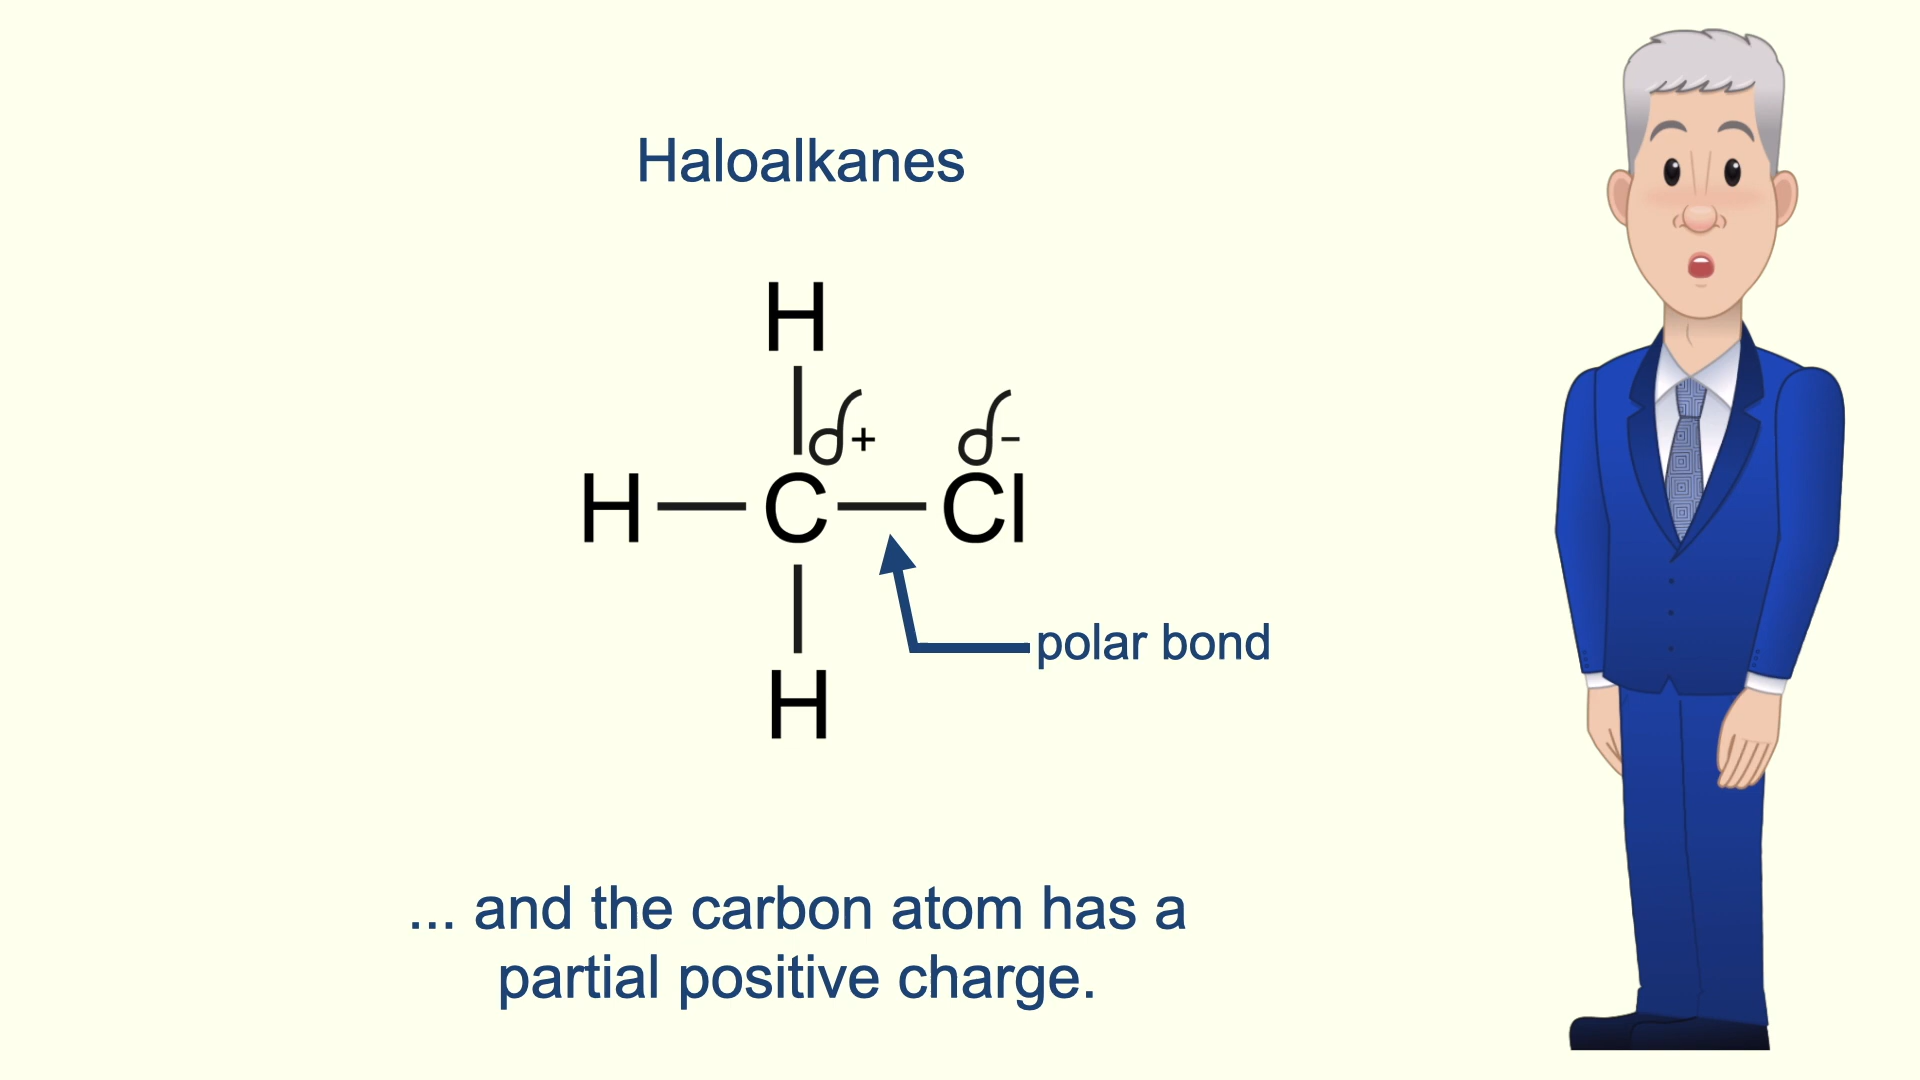 Haloalkanes
H
δ+ δ-
H C Cl
polar bond
H
... and the carbon atom has a
partial positive charge.